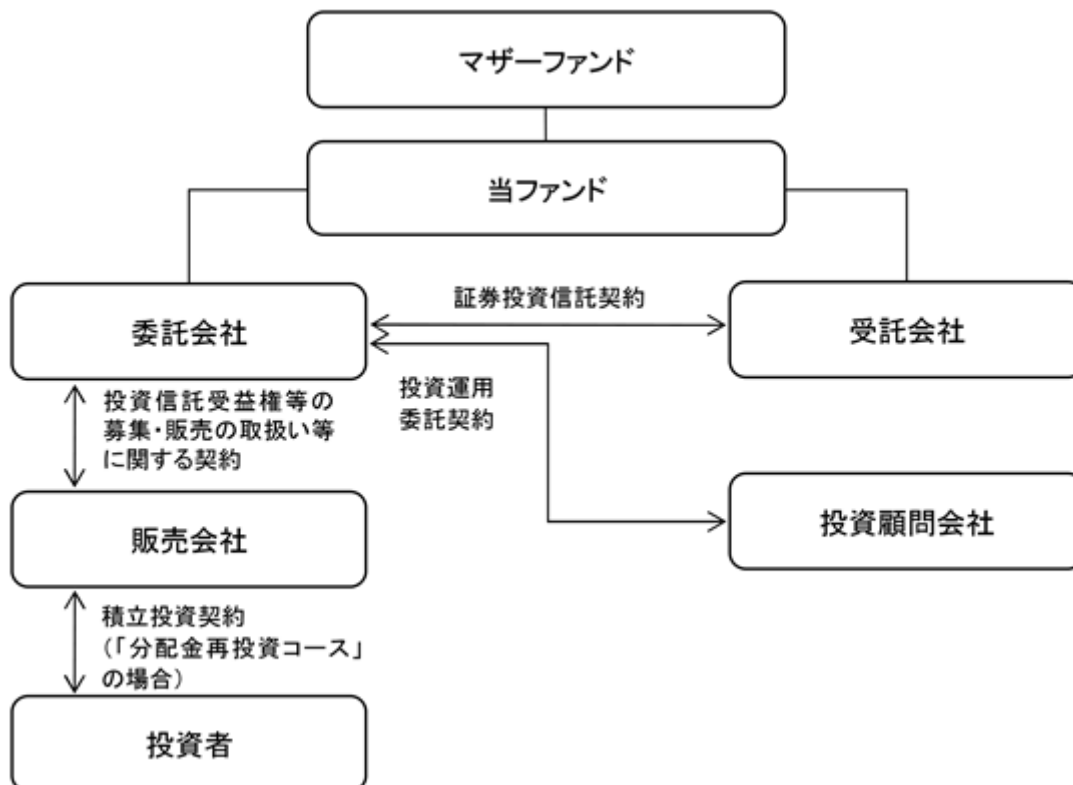 マザーファンド
当ファンド
証券投資信託契約
委託会社
受託会社
投資運用
委託契約
投資信託受益権等の
募集・販売の取扱い等
に関する契約
販売会社
投資顧問会社
積立投資契約
(「分配金再投資コース」
の場合)
投資者